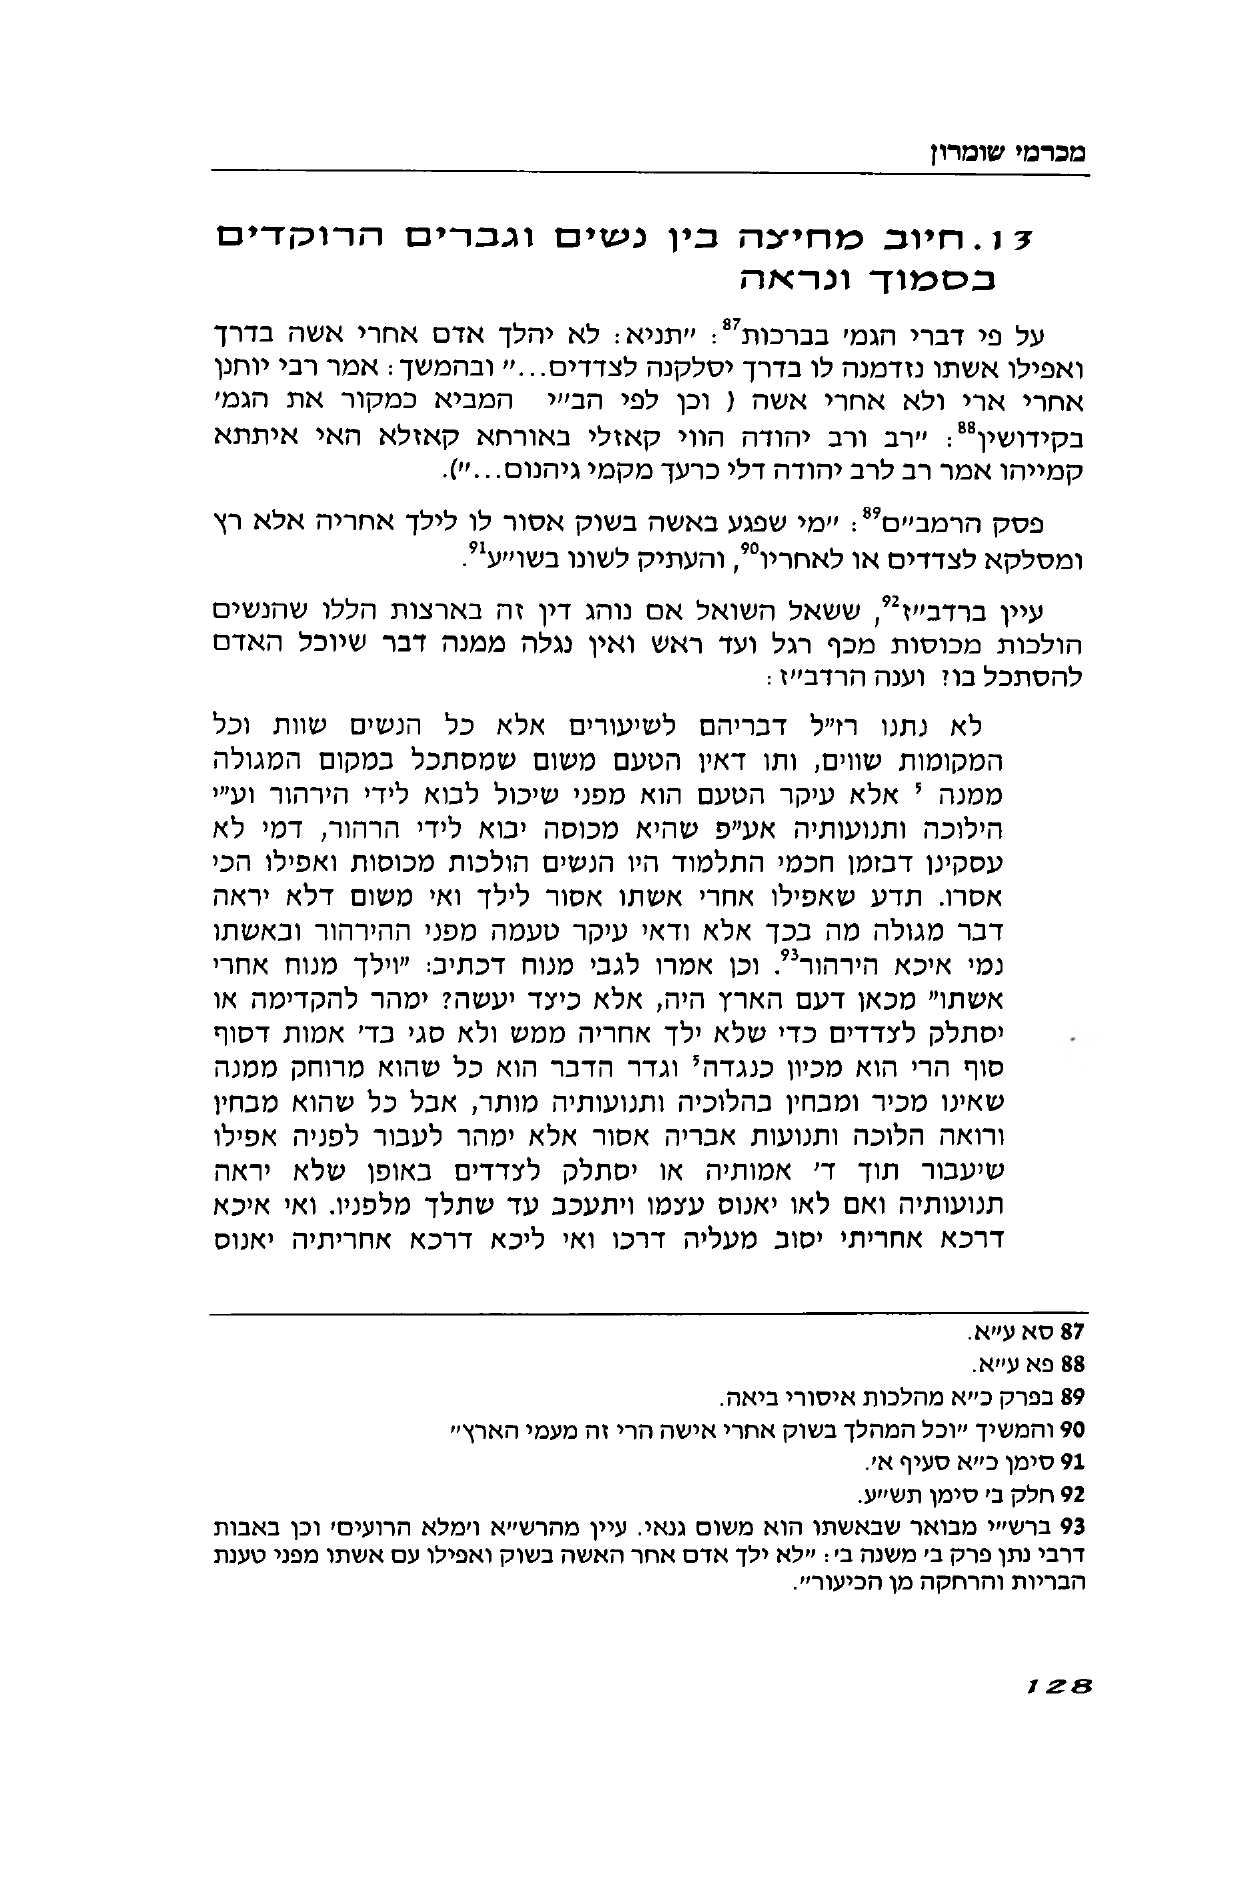 מכרמי שומרון
13. חיוב מחיצה בין נשים וגברים הרוקדים
בסמוך ונראה
על פי דברי הגמ' בברכות87: "תניא: לא יהלך אדם אחרי אשה בדרך
ואפילו אשתו נזדמנה לו בדרך יסלקנה לצדדים..." ובהמשך: אמר רבי יוחנן
אחרי ארי ולא אחרי אשה ( וכן לפי הב"י המביא כמקור את הגמ'
בקידושין88: "רב ורב יהודה הווי קאזלי באורחא קאזלא האי איתתא
קמייהו אמר רב לרב יהודה דלי כרעך מקמי גיהנום...").
פסק הרמב"ם89: "מי שפגע באשה בשוק אסור לו לילך אחריה אלא רץ
ומסלקא לצדדים או לאחריו90, והעתיק לשונו בשו"ע91.
עיין ברדב"ז92, ששאל השואל אם נוהג דין זה בארצות הללו שהנשים
הולכות מכוסות מכף רגל ועד ראש ואין נגלה ממנה דבר שיוכל האדם
להסתכל בו? וענה הרדב"ז:
לא נתנו רז"ל דבריהם לשיעורים אלא כל הנשים שוות וכל
המקומות שווים, ותו דאין הטעם משום שמסתכל במקום המגולה
ממנה ⁵ אלא עיקר הטעם הוא מפני שיכול לבוא לידי הירהור וע"י
הילוכה ותנועותיה אע"פ שהיא מכוסה יבוא לידי הרהור, דמי לא
עסקינן דבזמן חכמי התלמוד היו הנשים הולכות מכוסות ואפילו הכי
אסרו. תדע שאפילו אחרי אשתו אסור לילך ואי משום דלא יראה
דבר מגולה מה בכך אלא ודאי עיקר טעמה מפני ההירהור ובאשתו
נמי איכא הירהור93. וכן אמרו לגבי מנוח דכתיב: "וילך מנוח אחרי
אשתו" מכאן דעם הארץ היה, אלא כיצד יעשה? ימהר להקדימה או
יסתלק לצדדים כדי שלא ילך אחריה ממש ולא סגי בד' אמות דסוף
סוף הרי הוא מכיון כנגדה⁵ וגדר הדבר הוא כל שהוא מרוחק ממנה
שאינו מכיר ומבחין בהלוכיה ותנועותיה מותר, אבל כל שהוא מבחין
ורואה הלוכה ותנועות אבריה אסור אלא ימהר לעבור לפניה אפילו
שיעבור תוך ד' אמותיה או יסתלק לצדדים באופן שלא יראה
תנועותיה ואם לאו יאנוס עצמו ויתעכב עד שתלך מלפניו. ואי איכא
דרכא אחריתי יסוב מעליה דרכו ואי ליכא דרכא אחריתיה יאנוס
87 סא ע"א.
88 פא ע"א.
89 בפרק כ"א מהלכות איסורי ביאה.
90 והמשיך "וכל המהלך בשוק אחרי אישה הרי זה מעמי הארץ"
91 סימן כ"א סעיף א'.
92 חלק ב' סימן תש"ע.
93 ברש"י מבואר שבאשתו הוא משום גנאי. עיין מהרש"א ו'מלא הרועים' וכן באבות
דרבי נתן פרק ב' משנה ב': "לא ילך אדם אחר האשה בשוק ואפילו עם אשתו מפני טענת
הבריות והרחקה מן הכיעור".
128